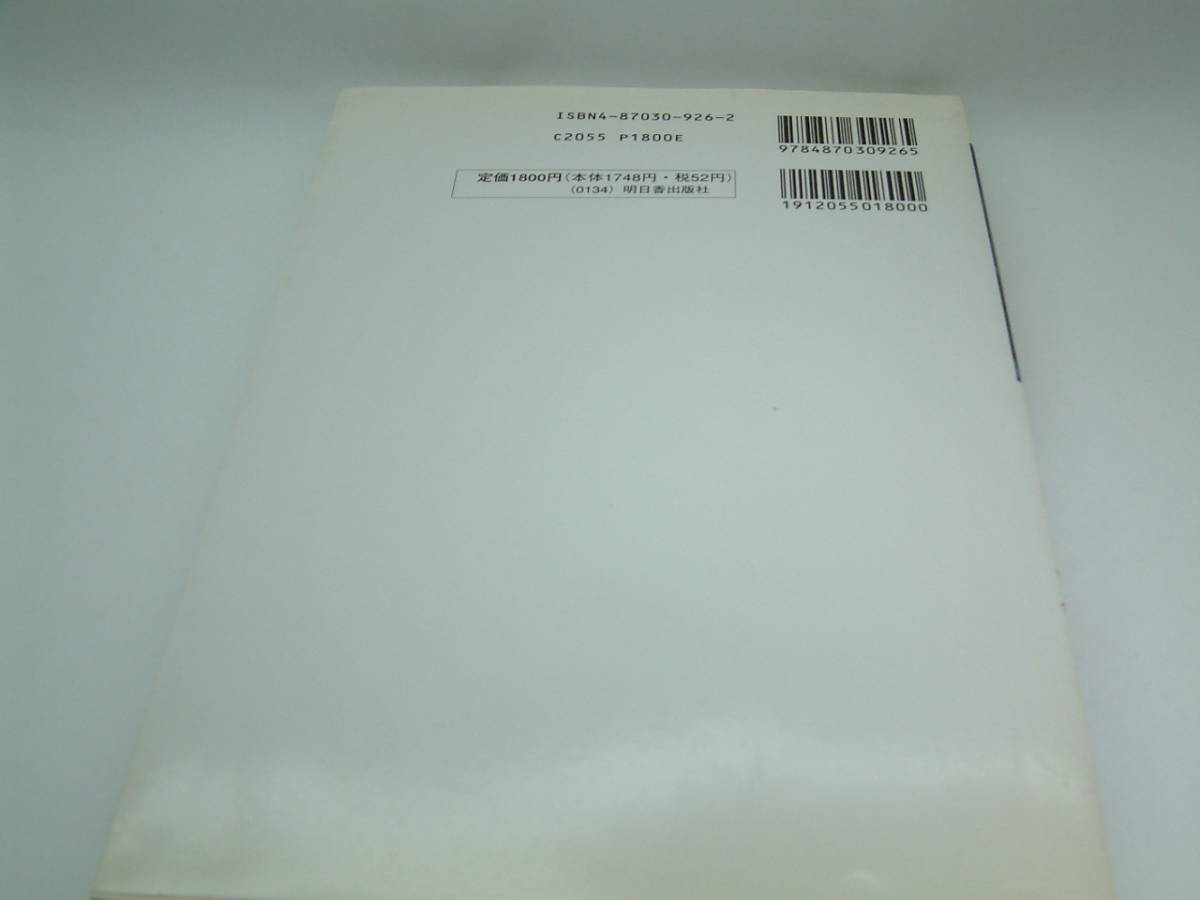 ISBN4-87030-926-2
C2055 P1800E
定価1800円(本体1748円・税52円)
(0134) 明日香出版社
9784870309265
1912055018000